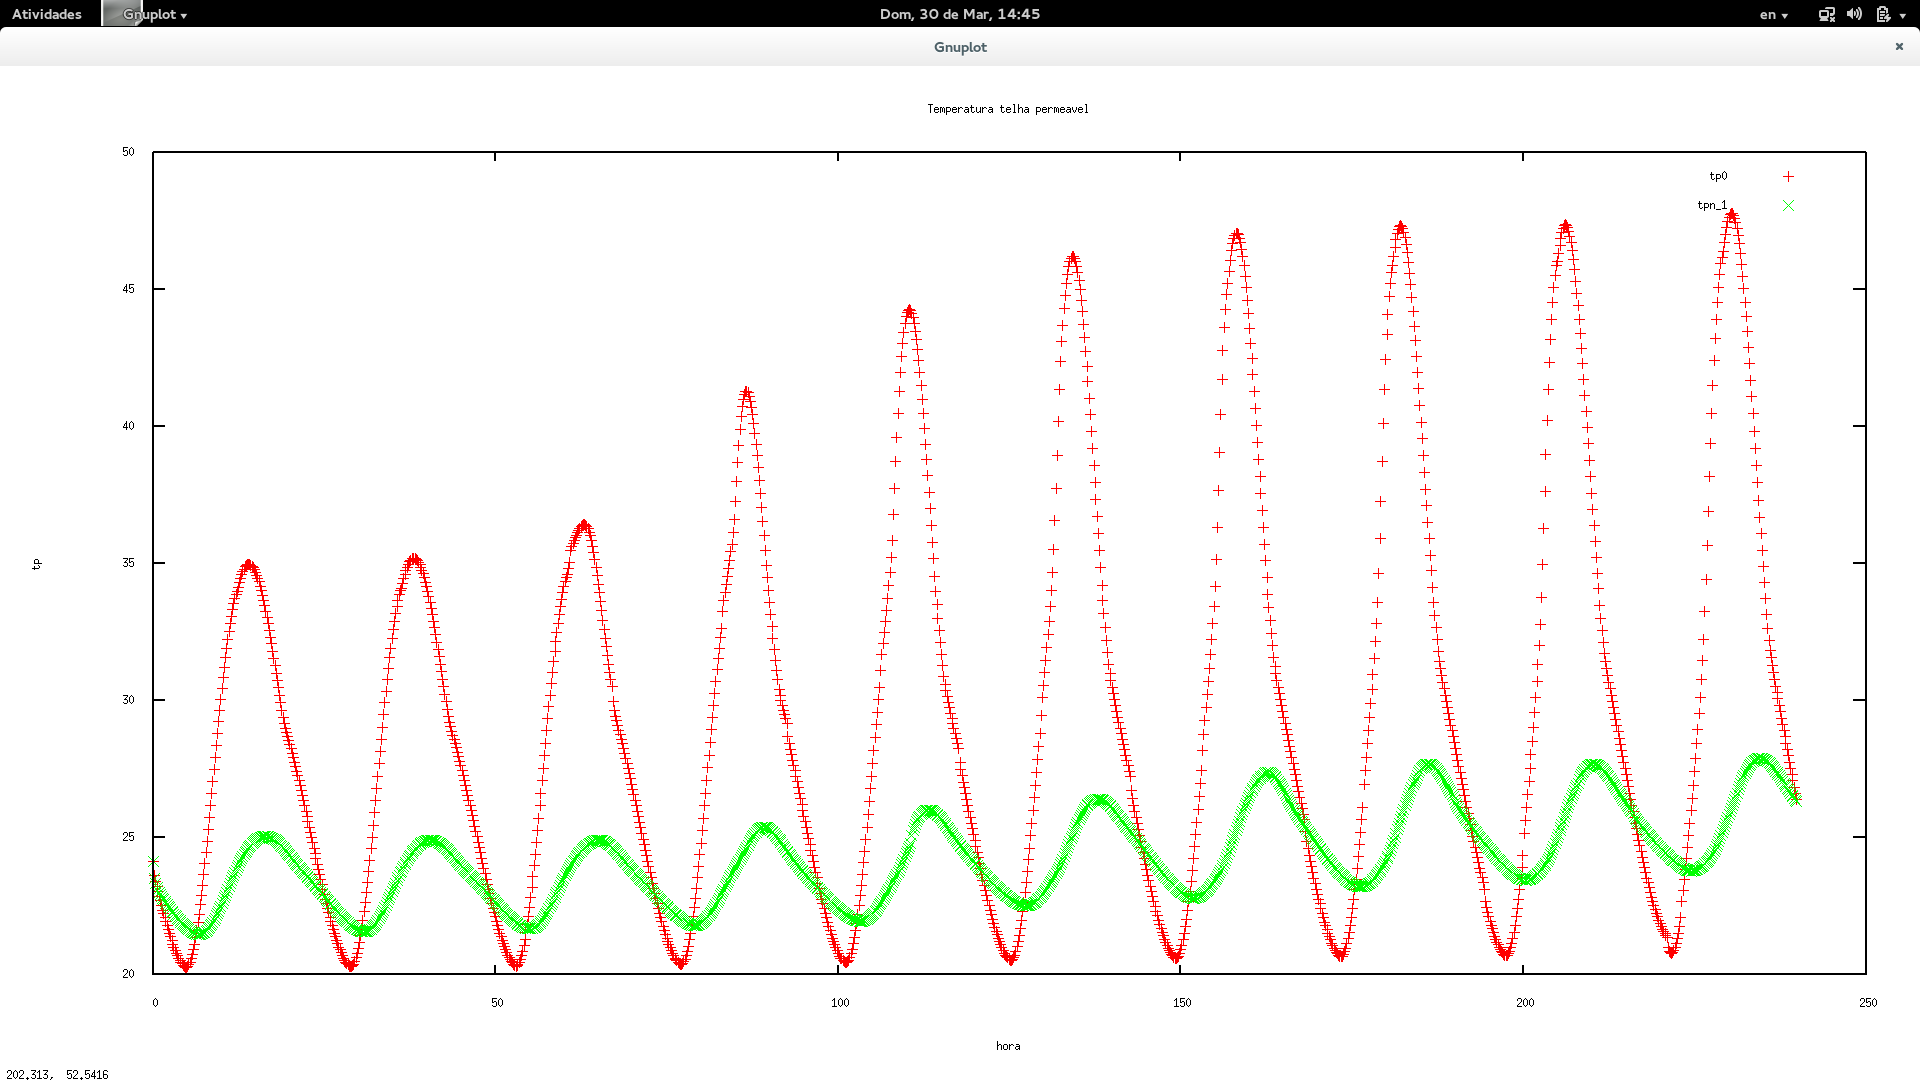 Atividades Gnuplot Dom, 30 de Mar, 14:45 en
Gnuplot
Temperatura telha permeavel
50
45
40
35
30
25
20
tp
tp0
tpn_1
0 50 100 150 200 250
hora
202.313, 52.5416